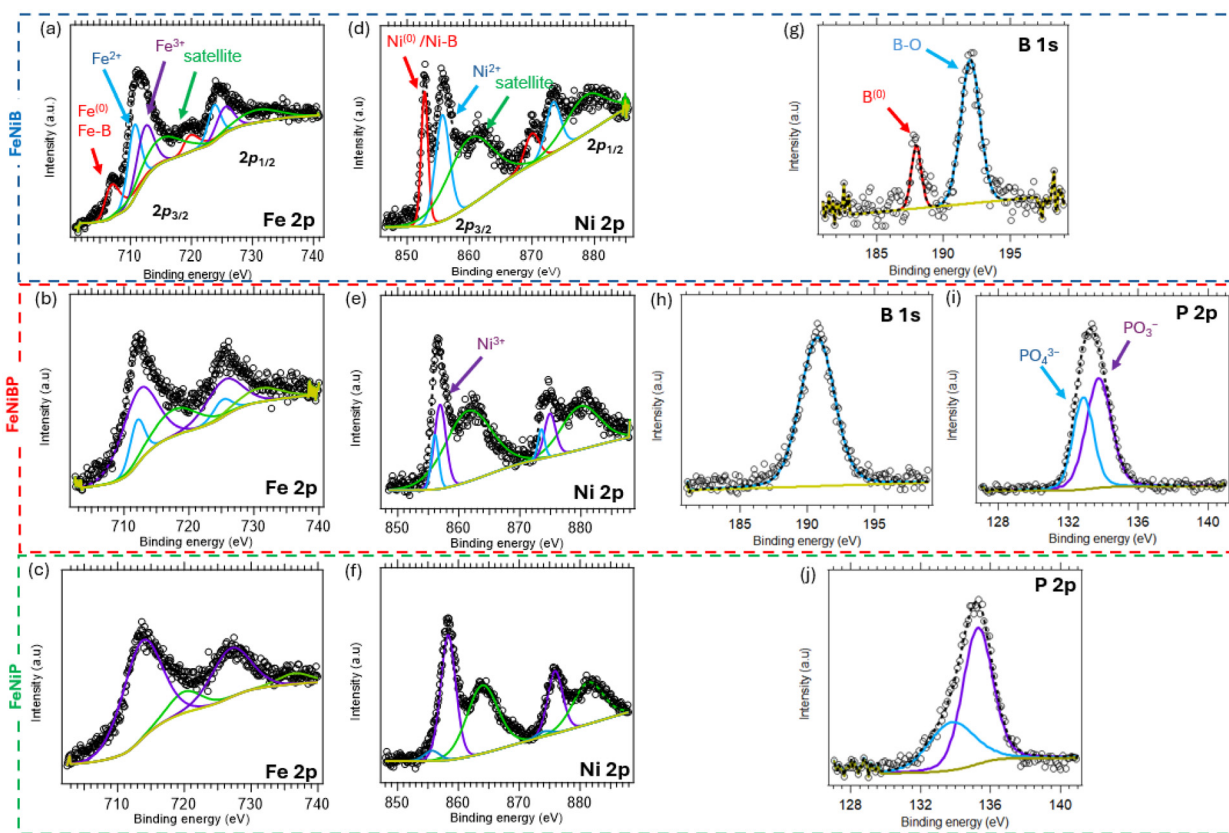 FeNiB
(a)
Intensity (a.u.)
Fe²⁺
Fe³⁺
satellite
Fe⁽⁰⁾
Fe-B
2p₃/₂
2p₁/₂
Fe 2p
710 720 730 740
Binding energy (eV)
(d)
Intensity (a.u)
Ni⁽⁰⁾ /Ni-B
Ni²⁺
satellite
2p₃/₂
2p₁/₂
Ni 2p
850 860 870 880
Binding energy (eV)
(g)
Intensity (a.u)
B-O
B⁽⁰⁾
B 1s
185 190 195
Binding energy (eV)
FeNiBP
(b)
Intensity (a.u)
Fe 2p
710 720 730 740
Binding energy (eV)
(e)
Intensity (a.u)
Ni³⁺
Ni 2p
850 860 870 880
Binding energy (eV)
(h)
Intensity (a.u)
B 1s
185 190 195
Binding energy (eV)
(i)
Intensity (a.u)
P 2p
PO₄³⁻
PO₃⁻
128 132 136 140
Binding energy (eV)
FeNiP
(c)
Intensity (a.u)
Fe 2p
710 720 730 740
Binding energy (eV)
(f)
Intensity (a.u)
Ni 2p
850 860 870 880
Binding energy (eV)
(j)
Intensity (a.u)
P 2p
128 132 136 140
Binding energy (eV)